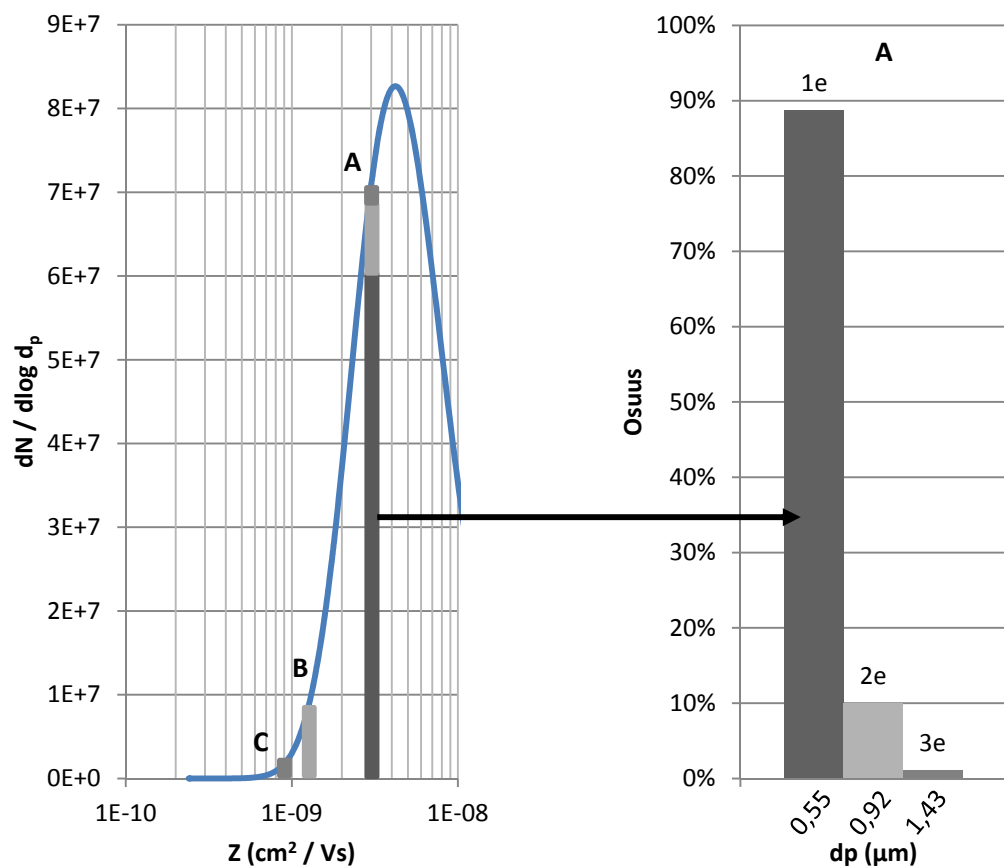 9E+7
8E+7
7E+7
6E+7
5E+7
4E+7
3E+7
2E+7
1E+7
0E+0
dN / dlog dp
A
B
C
1E-10
1E-09
1E-08
Z (cm² / Vs)
100%
90%
80%
70%
60%
50%
40%
30%
20%
10%
0%
Osuus
A
1e
2e
3e
0,55
0,92
1,43
dp (µm)